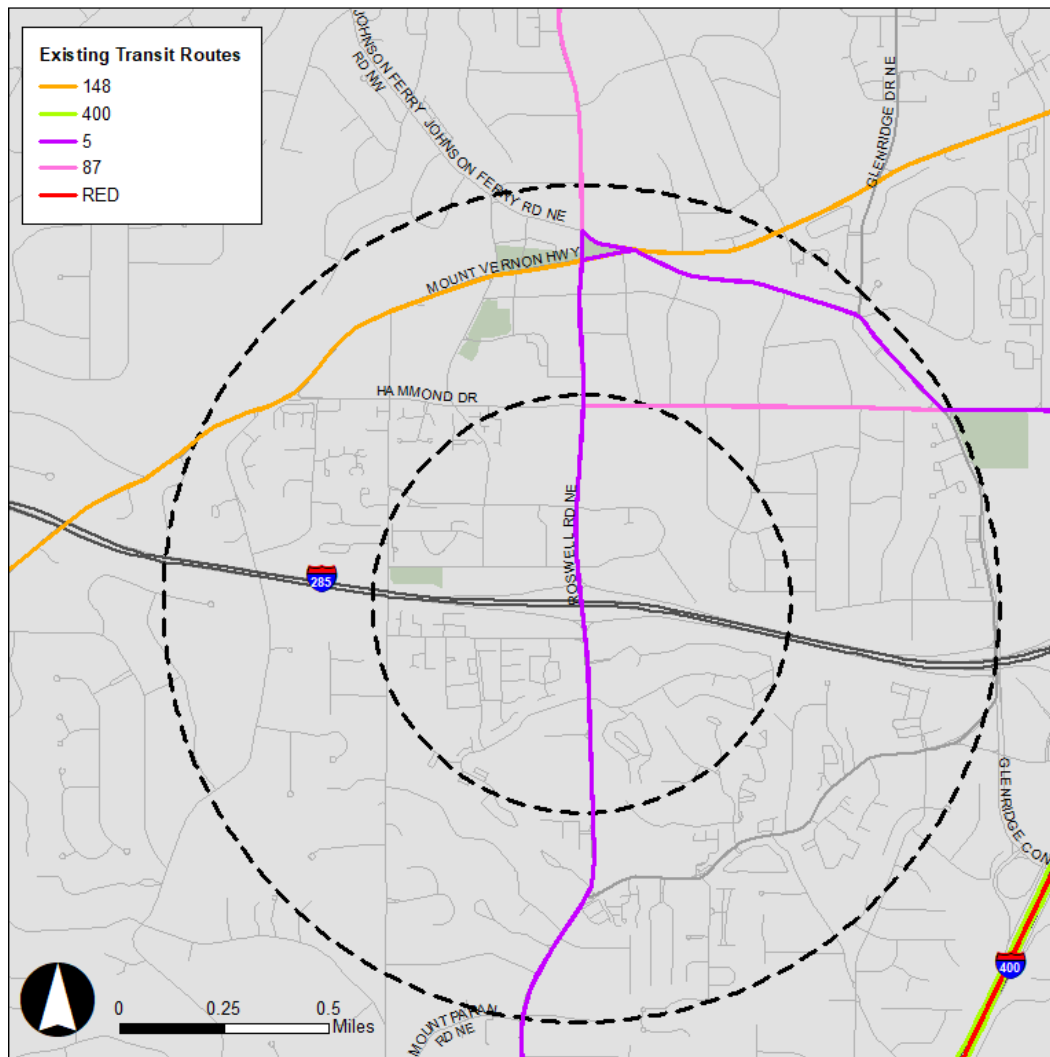 Existing Transit Routes
148
400
5
87
RED
JOHNSON FERRY
RD NW
JOHNSON FERRY RD NE
GLENRIDGE DR NE
MOUNT VERNON HWY
HAMMOND DR
ROSWELL RD NE
285
GLENRIDGE CON
400
0
0.25
0.5
Miles
MOUNT PARAN
RD NE